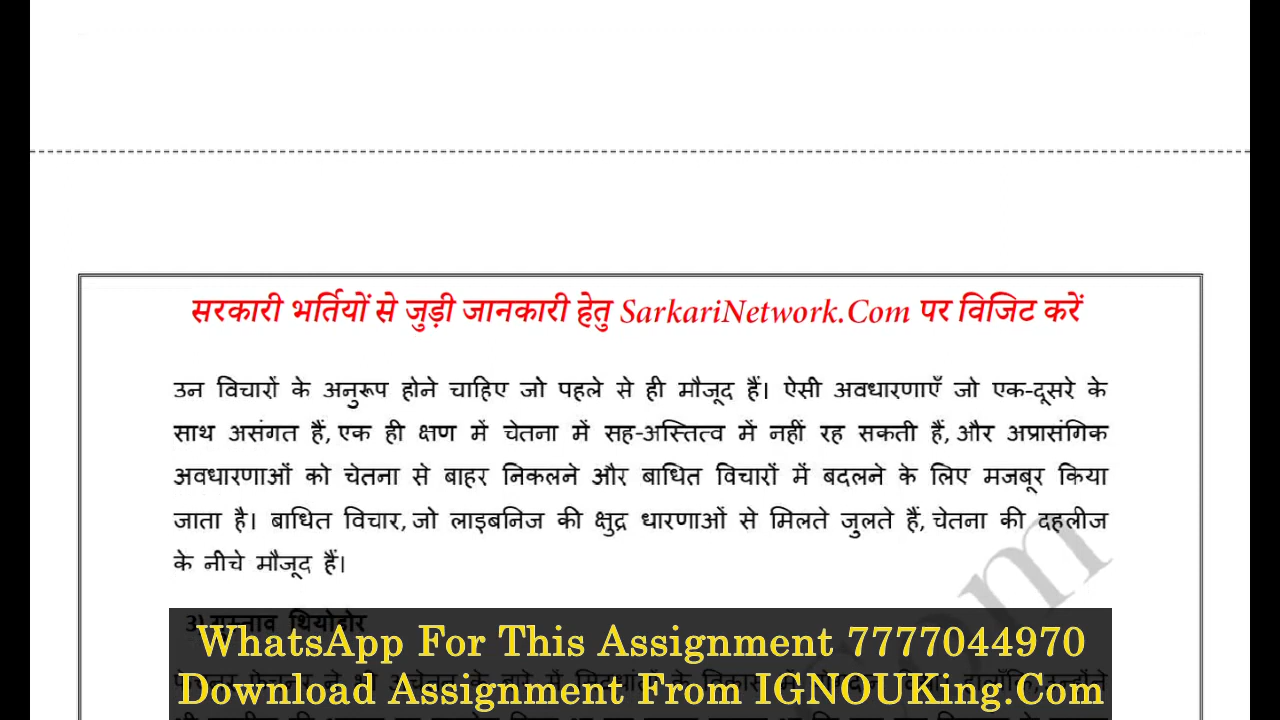 सरकारी भर्तियों से जुड़ी जानकारी हेतु SarkariNetwork.Com पर विजिट करें
उन विचारों के अनुरूप होने चाहिए जो पहले से ही मौजूद हैं। ऐसी अवधारणाएँ जो एक-दूसरे के
साथ असंगत हैं, एक ही क्षण में चेतना में सह-अस्तित्व में नहीं रह सकती हैं, और अप्रासंगिक
अवधारणाओं को चेतना से बाहर निकलने और बाधित विचारों में बदलने के लिए मजबूर किया
जाता है। बाधित विचार, जो लाइबनिज की क्षुद्र धारणाओं से मिलते जुलते हैं, चेतना की दहलीज
के नीचे मौजूद हैं।
3) गुस्ताव थियोडोर
WhatsApp For This Assignment 7777044970
Download Assignment From IGNOUKing.Com